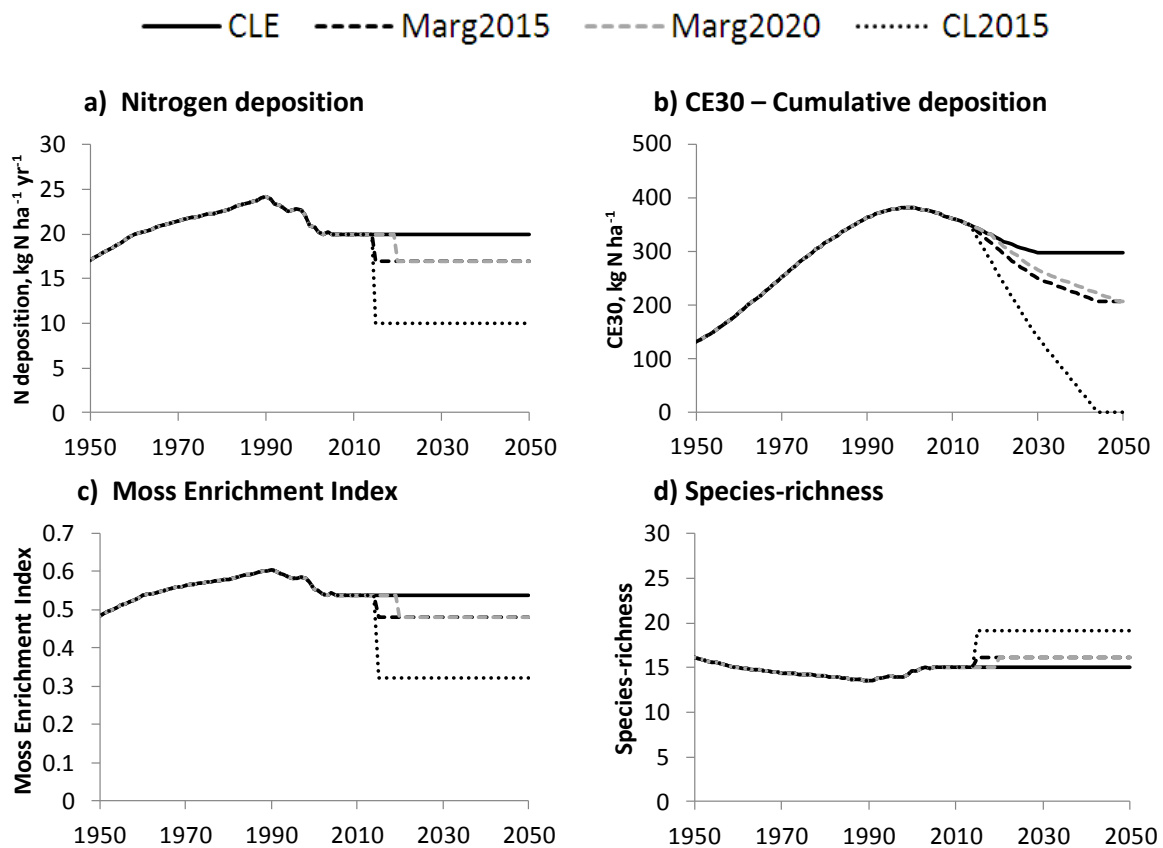 CLE Marg2015 Marg2020 CL2015
a) Nitrogen deposition
N deposition, kg N ha⁻¹ yr⁻¹
30
25
20
15
10
5
0
1950 1970 1990 2010 2030 2050
b) CE30 – Cumulative deposition
CE30, kg N ha⁻¹
500
400
300
200
100
0
1950 1970 1990 2010 2030 2050
c) Moss Enrichment Index
Moss Enrichment Index
0.7
0.6
0.5
0.4
0.3
0.2
0.1
0
1950 1970 1990 2010 2030 2050
d) Species-richness
Species-richness
30
25
20
15
10
5
0
1950 1970 1990 2010 2030 2050